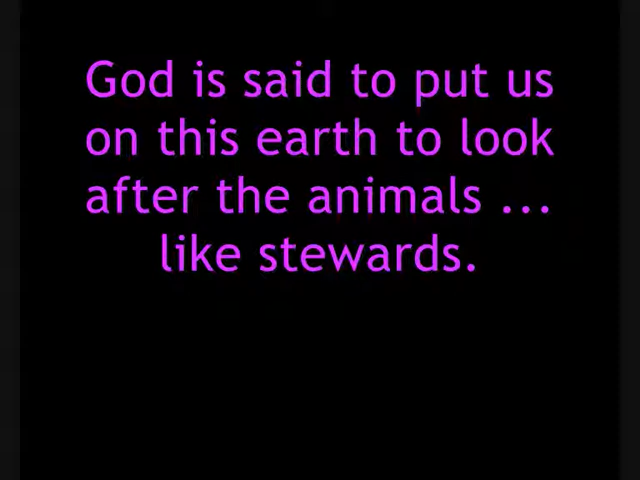 God is said to put us
on this earth to look
after the animals ...
like stewards.